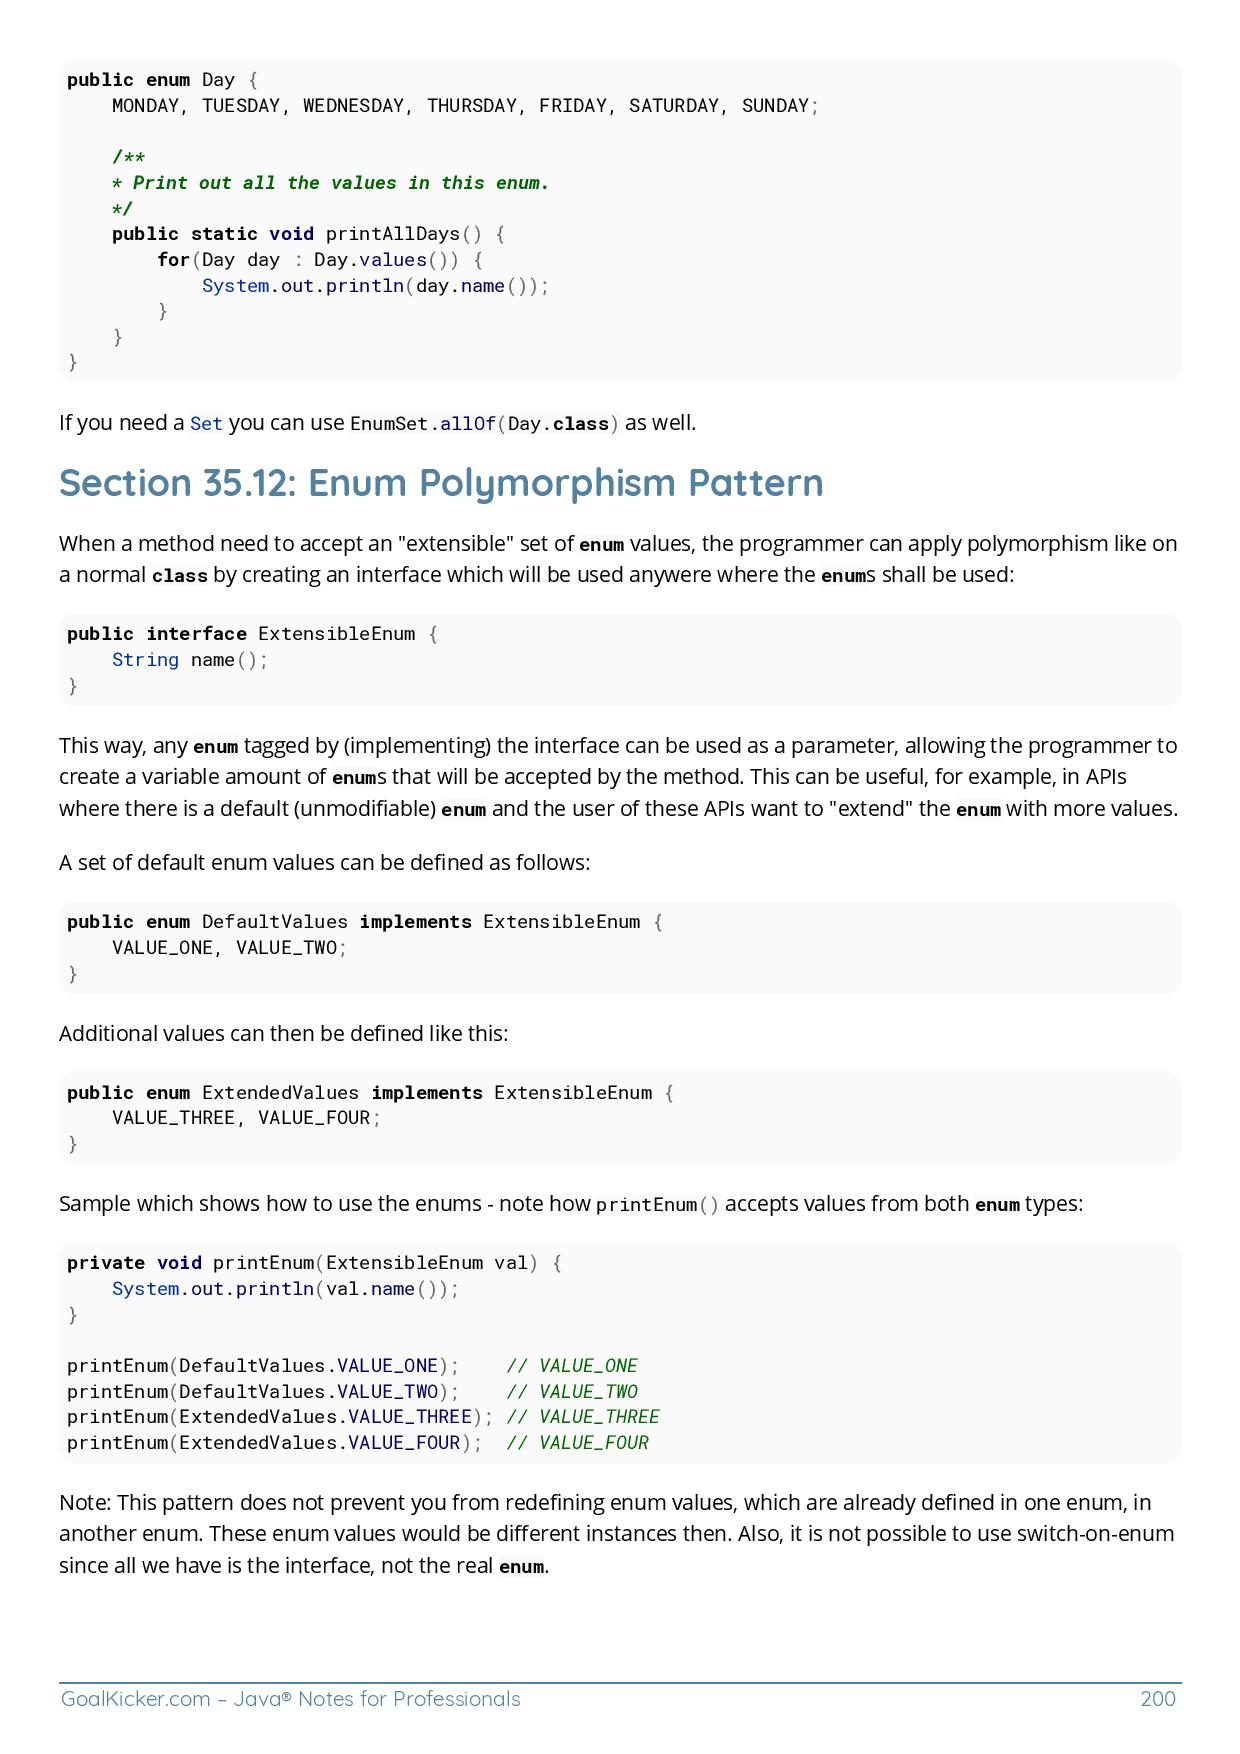 public enum Day {
    MONDAY, TUESDAY, WEDNESDAY, THURSDAY, FRIDAY, SATURDAY, SUNDAY;

    /**
    * Print out all the values in this enum.
    */
    public static void printAllDays() {
        for(Day day : Day.values()) {
            System.out.println(day.name());
        }
    }
}
If you need a Set you can use EnumSet.allOf(Day.class) as well.
Section 35.12: Enum Polymorphism Pattern
When a method need to accept an "extensible" set of enum values, the programmer can apply polymorphism like on
a normal class by creating an interface which will be used anywere where the enums shall be used:
public interface ExtensibleEnum {
    String name();
}
This way, any enum tagged by (implementing) the interface can be used as a parameter, allowing the programmer to
create a variable amount of enums that will be accepted by the method. This can be useful, for example, in APIs
where there is a default (unmodifiable) enum and the user of these APIs want to "extend" the enum with more values.
A set of default enum values can be defined as follows:
public enum DefaultValues implements ExtensibleEnum {
    VALUE_ONE, VALUE_TWO;
}
Additional values can then be defined like this:
public enum ExtendedValues implements ExtensibleEnum {
    VALUE_THREE, VALUE_FOUR;
}
Sample which shows how to use the enums - note how printEnum() accepts values from both enum types:
private void printEnum(ExtensibleEnum val) {
    System.out.println(val.name());
}

printEnum(DefaultValues.VALUE_ONE);    // VALUE_ONE
printEnum(DefaultValues.VALUE_TWO);    // VALUE_TWO
printEnum(ExtendedValues.VALUE_THREE); // VALUE_THREE
printEnum(ExtendedValues.VALUE_FOUR);  // VALUE_FOUR
Note: This pattern does not prevent you from redefining enum values, which are already defined in one enum, in
another enum. These enum values would be different instances then. Also, it is not possible to use switch-on-enum
since all we have is the interface, not the real enum.
GoalKicker.com – Java® Notes for Professionals 200